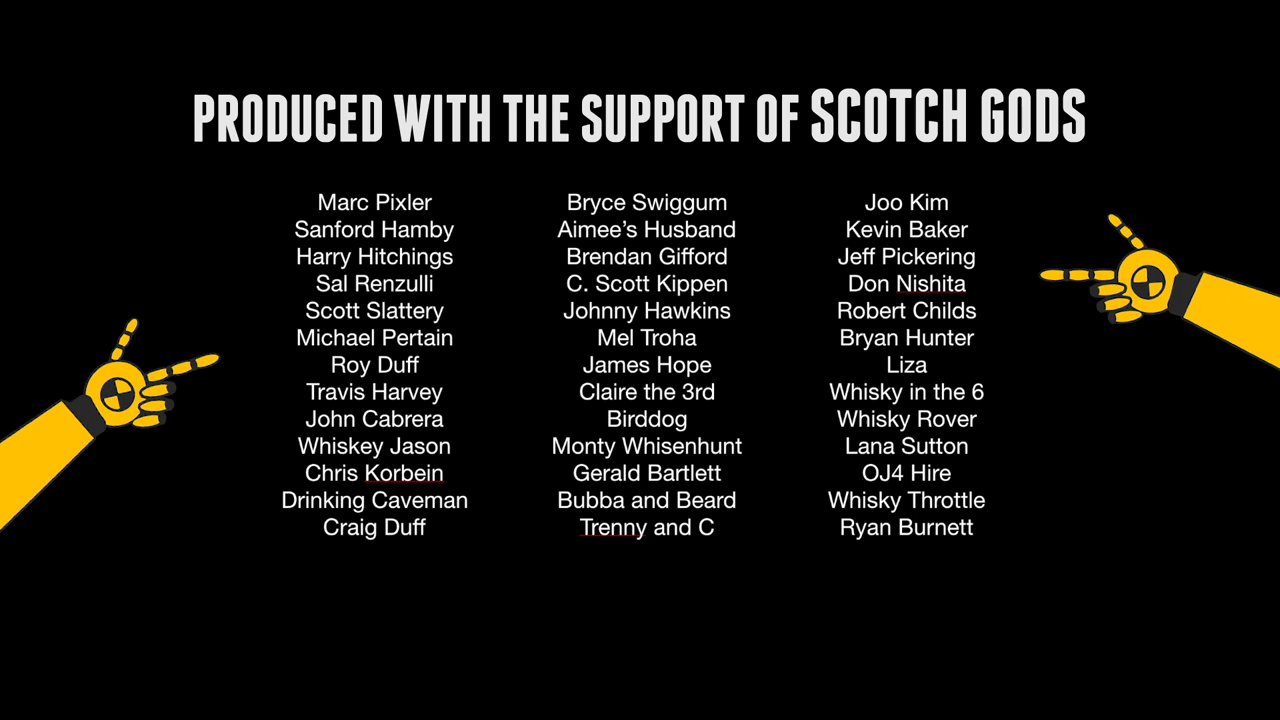 PRODUCED WITH THE SUPPORT OF SCOTCH GODS
Marc Pixler
Sanford Hamby
Harry Hitchings
Sal Renzulli
Scott Slattery
Michael Pertain
Roy Duff
Travis Harvey
John Cabrera
Whiskey Jason
Chris Korbein
Drinking Caveman
Craig Duff
Bryce Swiggum
Aimee’s Husband
Brendan Gifford
C. Scott Kippen
Johnny Hawkins
Mel Troha
James Hope
Claire the 3rd
Birddog
Monty Whisenhunt
Gerald Bartlett
Bubba and Beard
Trenny and C
Joo Kim
Kevin Baker
Jeff Pickering
Don Nishita
Robert Childs
Bryan Hunter
Liza
Whisky in the 6
Whisky Rover
Lana Sutton
OJ4 Hire
Whisky Throttle
Ryan Burnett